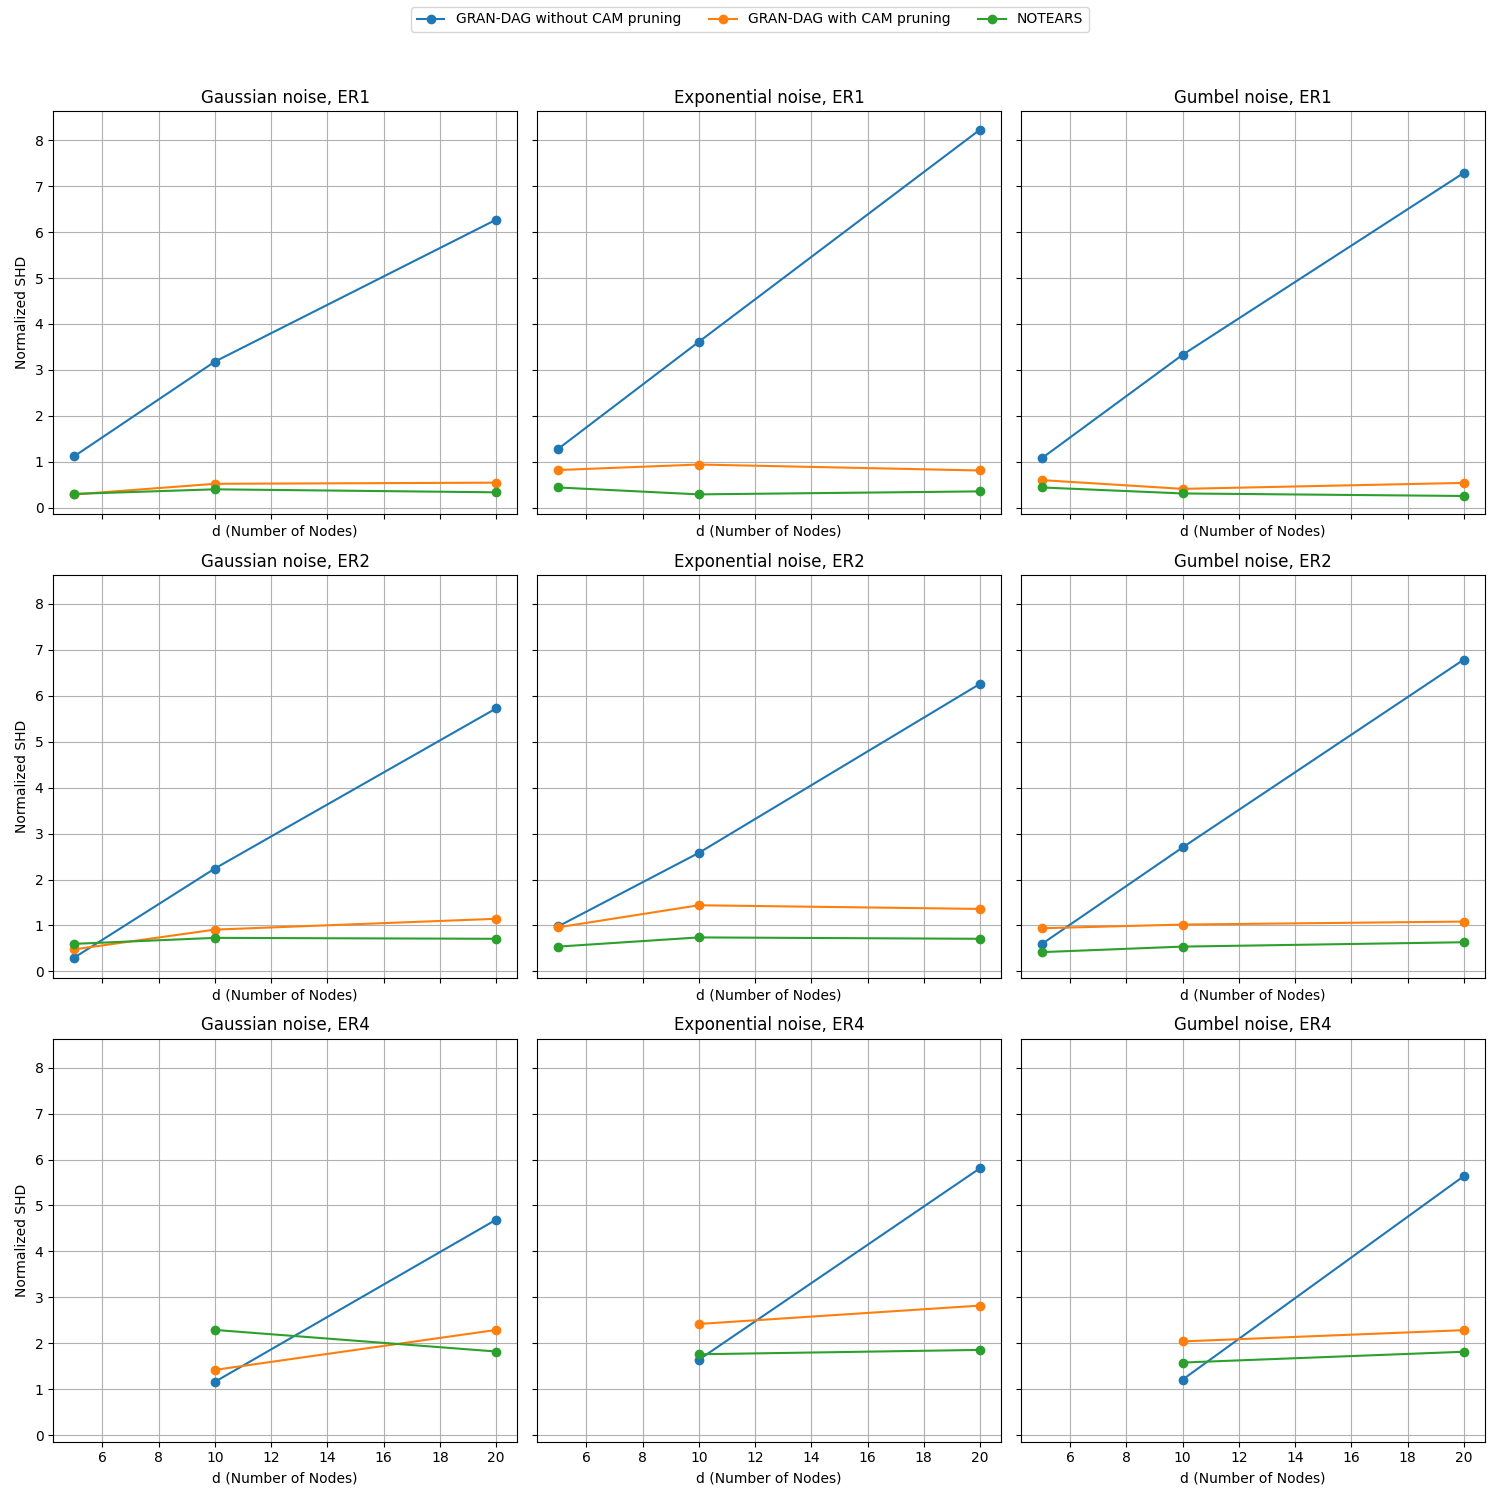 GRAN-DAG without CAM pruning GRAN-DAG with CAM pruning NOTEARS
Gaussian noise, ER1 Exponential noise, ER1 Gumbel noise, ER1
8
7
6
5
4
3
2
1
0
Normalized SHD
d (Number of Nodes) d (Number of Nodes) d (Number of Nodes)
Gaussian noise, ER2 Exponential noise, ER2 Gumbel noise, ER2
8
7
6
5
4
3
2
1
0
Normalized SHD
d (Number of Nodes) d (Number of Nodes) d (Number of Nodes)
Gaussian noise, ER4 Exponential noise, ER4 Gumbel noise, ER4
8
7
6
5
4
3
2
1
0
Normalized SHD
6 8 10 12 14 16 18 20 6 8 10 12 14 16 18 20 6 8 10 12 14 16 18 20
d (Number of Nodes) d (Number of Nodes) d (Number of Nodes)